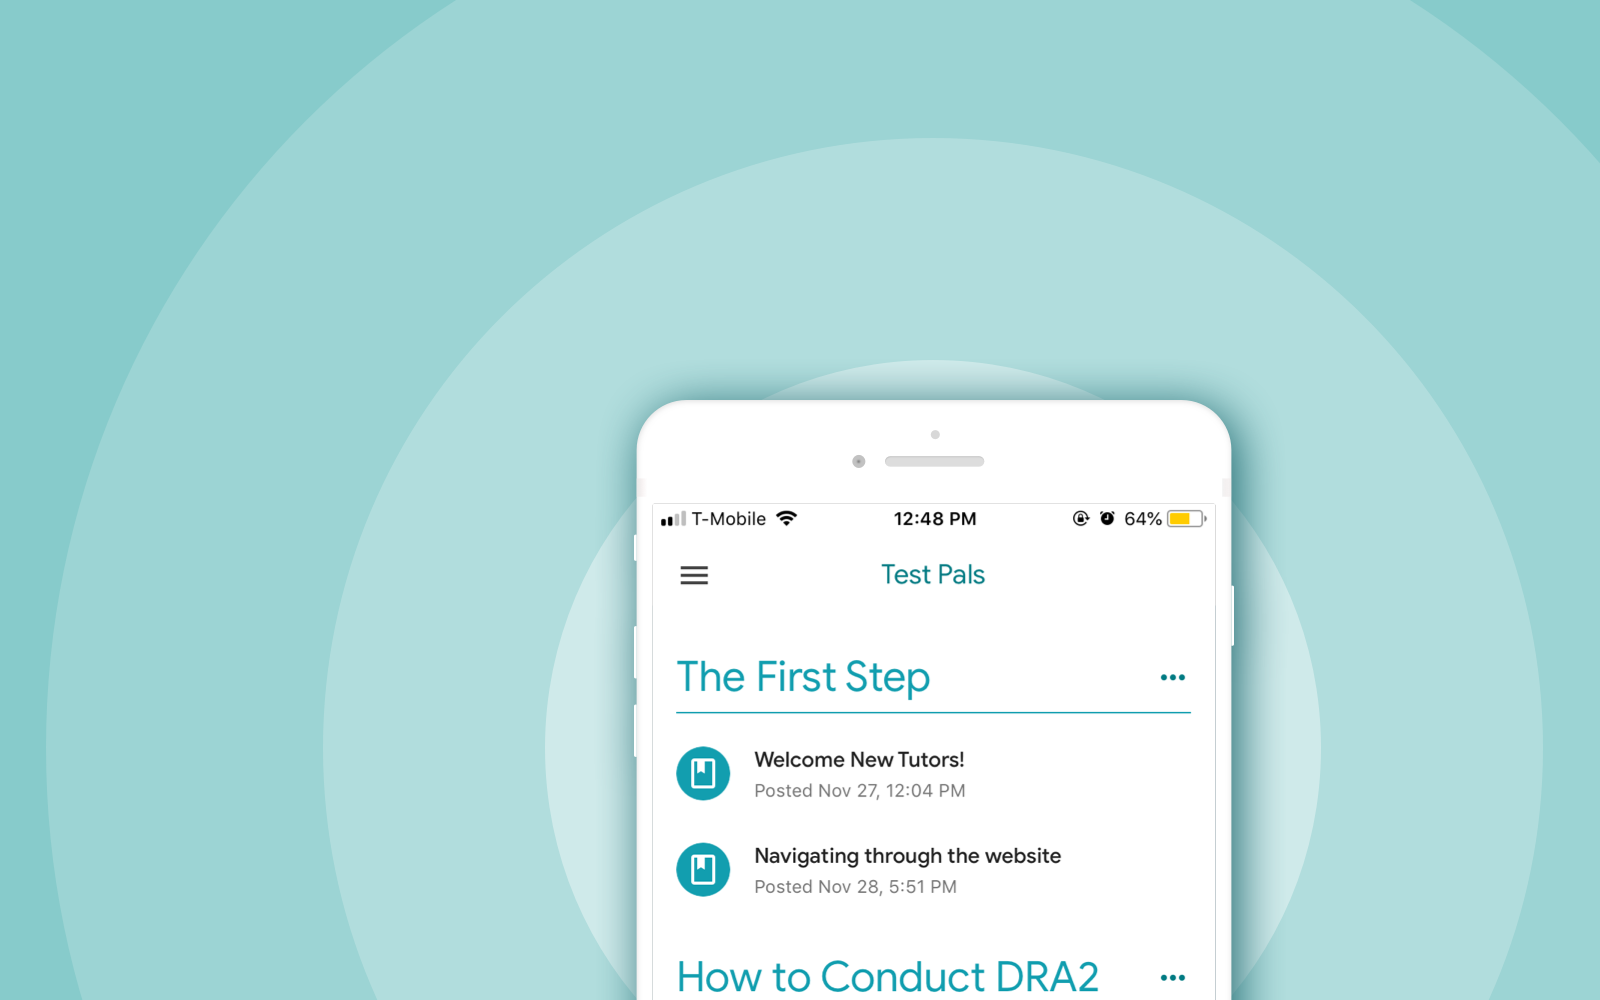 T-Mobile 12:48 PM 64%
Test Pals
The First Step
Welcome New Tutors!
Posted Nov 27, 12:04 PM
Navigating through the website
Posted Nov 28, 5:51 PM
How to Conduct DRA2